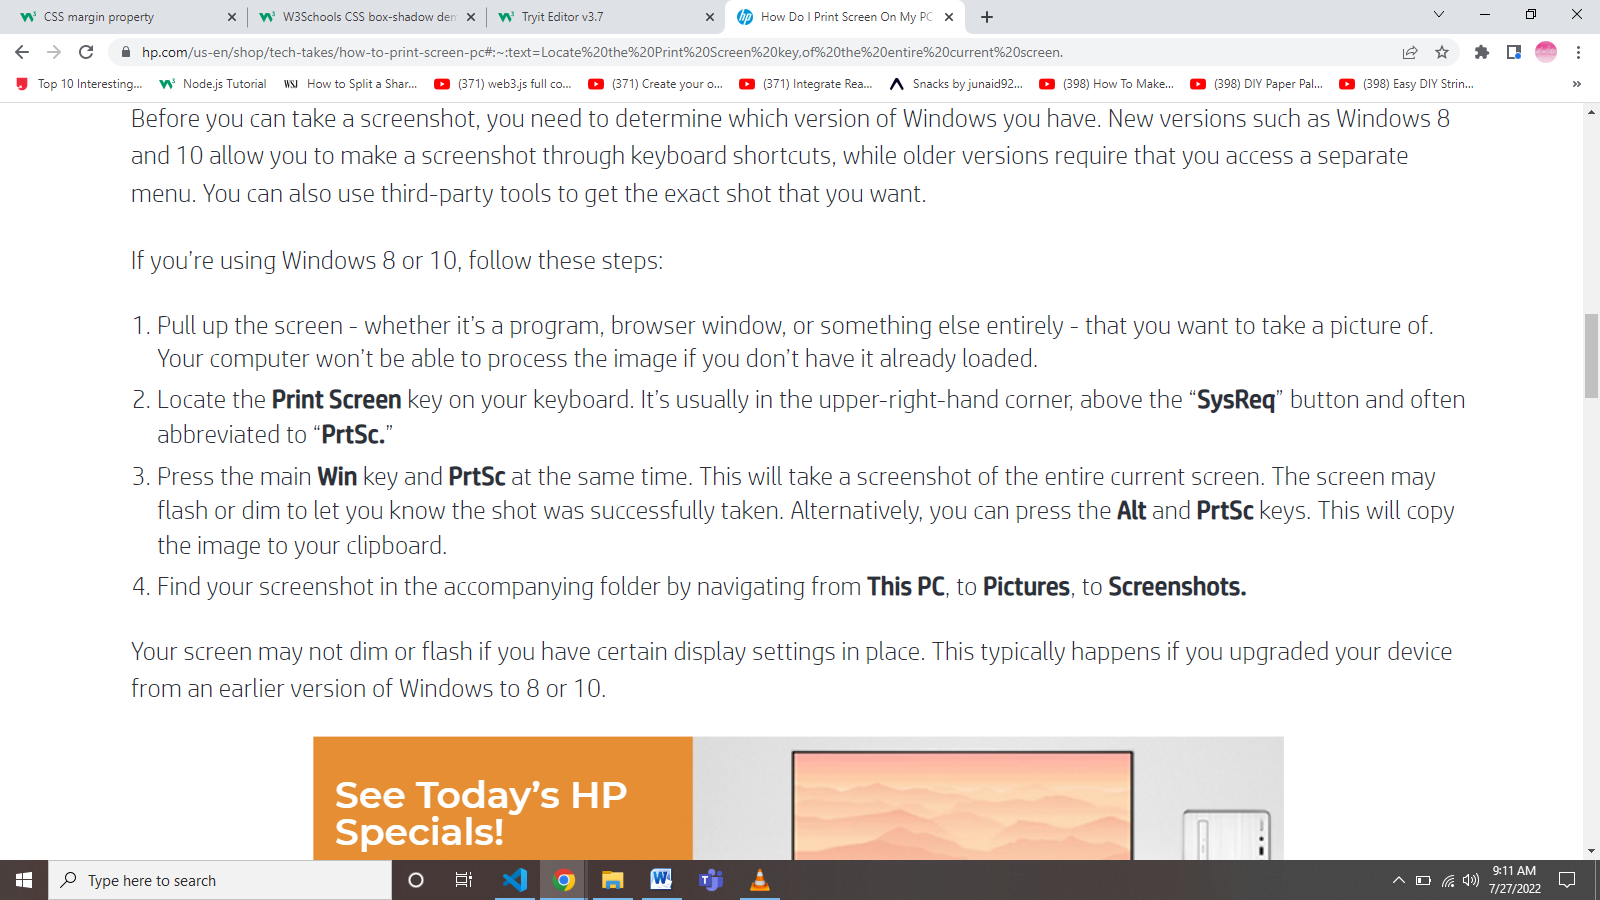 CSS margin property
W3Schools CSS box-shadow dem
Tryit Editor v3.7
How Do I Print Screen On My PC
hp.com/us-en/shop/tech-takes/how-to-print-screen-pc#:~:text=Locate%20the%20Print%20Screen%20key,of%20the%20entire%20current%20screen.
Top 10 Interesting...
Node.js Tutorial
WSJ How to Split a Shar...
(371) web3.js full co...
(371) Create your o...
(371) Integrate Rea...
Snacks by junaid92...
(398) How To Make...
(398) DIY Paper Pal...
(398) Easy DIY Strin...
Before you can take a screenshot, you need to determine which version of Windows you have. New versions such as Windows 8
and 10 allow you to make a screenshot through keyboard shortcuts, while older versions require that you access a separate
menu. You can also use third-party tools to get the exact shot that you want.
If you’re using Windows 8 or 10, follow these steps:
1. Pull up the screen - whether it’s a program, browser window, or something else entirely - that you want to take a picture of.
Your computer won’t be able to process the image if you don’t have it already loaded.
2. Locate the Print Screen key on your keyboard. It’s usually in the upper-right-hand corner, above the “SysReq” button and often
abbreviated to “PrtSc.”
3. Press the main Win key and PrtSc at the same time. This will take a screenshot of the entire current screen. The screen may
flash or dim to let you know the shot was successfully taken. Alternatively, you can press the Alt and PrtSc keys. This will copy
the image to your clipboard.
4. Find your screenshot in the accompanying folder by navigating from This PC, to Pictures, to Screenshots.
Your screen may not dim or flash if you have certain display settings in place. This typically happens if you upgraded your device
from an earlier version of Windows to 8 or 10.
See Today’s HP
Specials!
Type here to search
9:11 AM
7/27/2022